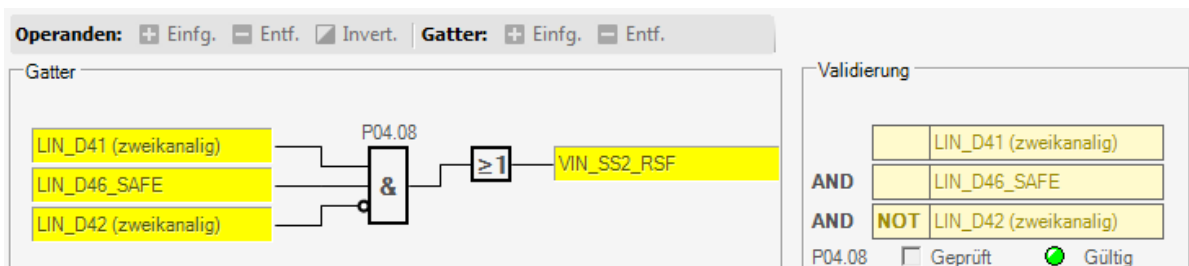 Operanden: Einfg. Entf. Invert. Gatter: Einfg. Entf.
Gatter
P04.08
LIN_D41 (zweikanalig)
LIN_D46_SAFE
LIN_D42 (zweikanalig)
&
≥1
VIN_SS2_RSF
Validierung
LIN_D41 (zweikanalig)
AND LIN_D46_SAFE
AND NOT LIN_D42 (zweikanalig)
P04.08 Geprüft Gültig